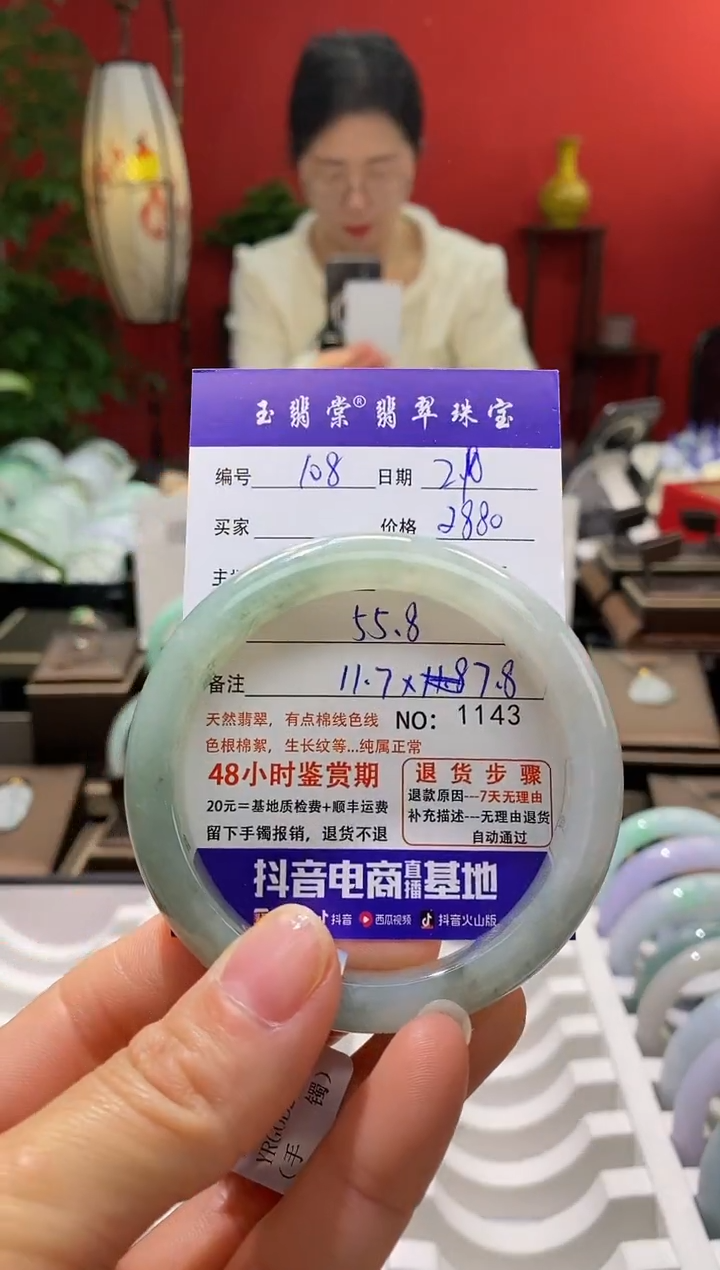 玉翡棠® 翡翠珠宝
编号 108 日期
买家 价格 2880
主
55.8
备注 11.7x 7.8
天然翡翠，有点棉线色线 NO: 1143
色根棉絮，生长纹等...纯属正常
48小时鉴赏期
20元＝基地质检费+顺丰运费
留下手镯报销，退货不退
退货步骤
退款原因---7天无理由
补充描述---无理由退货
自动通过
抖音电商直播基地
抖音 西瓜视频 抖音火山版
(手镯)